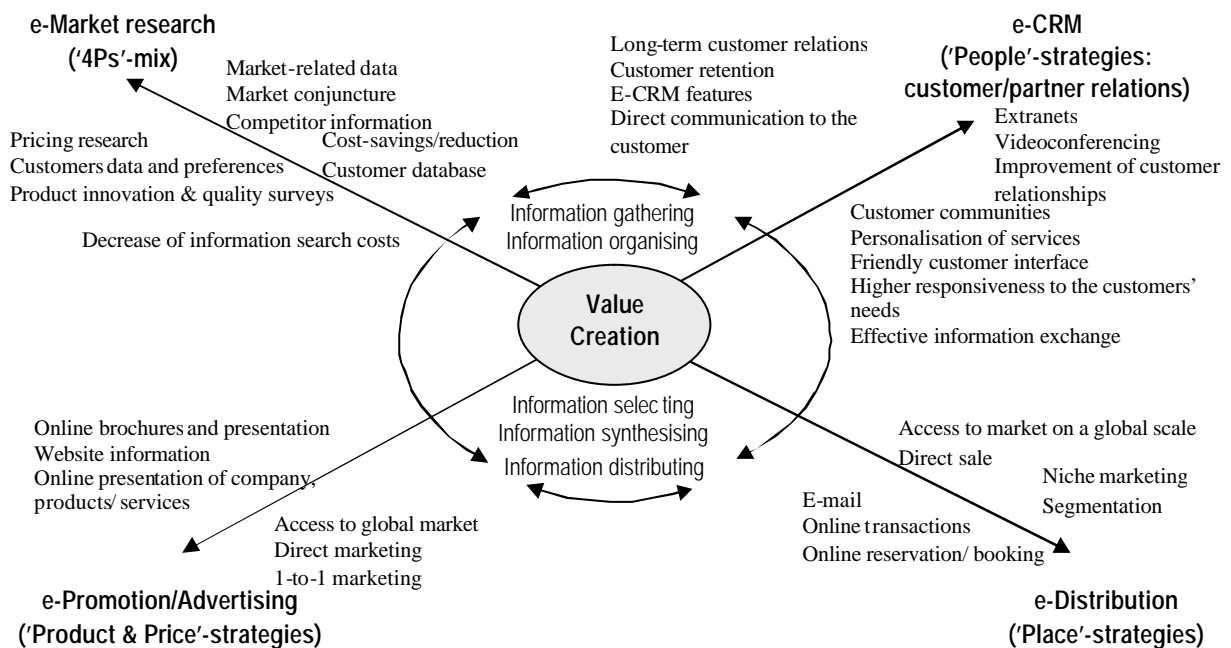 e-Market research
('4Ps'-mix)
Market-related data
Market conjuncture
Competitor information
Pricing research
Customers data and preferences
Product innovation & quality surveys
Cost-savings/reduction
Customer database
Decrease of information search costs
Long-term customer relations
Customer retention
E-CRM features
Direct communication to the
customer
e-CRM
('People'-strategies:
customer/partner relations)
Extranets
Videoconferencing
Improvement of customer
relationships
Customer communities
Personalisation of services
Friendly customer interface
Higher responsiveness to the customers'
needs
Effective information exchange
Information gathering
Information organising
Value
Creation
Information selec ting
Information synthesising
Information distributing
Online brochures and presentation
Website information
Online presentation of company,
products/ services
Access to global market
Direct marketing
1-to-1 marketing
e-Promotion/Advertising
('Product & Price'-strategies)
Access to market on a global scale
Direct sale
Niche marketing
Segmentation
E-mail
Online transactions
Online reservation/ booking
e-Distribution
('Place'-strategies)